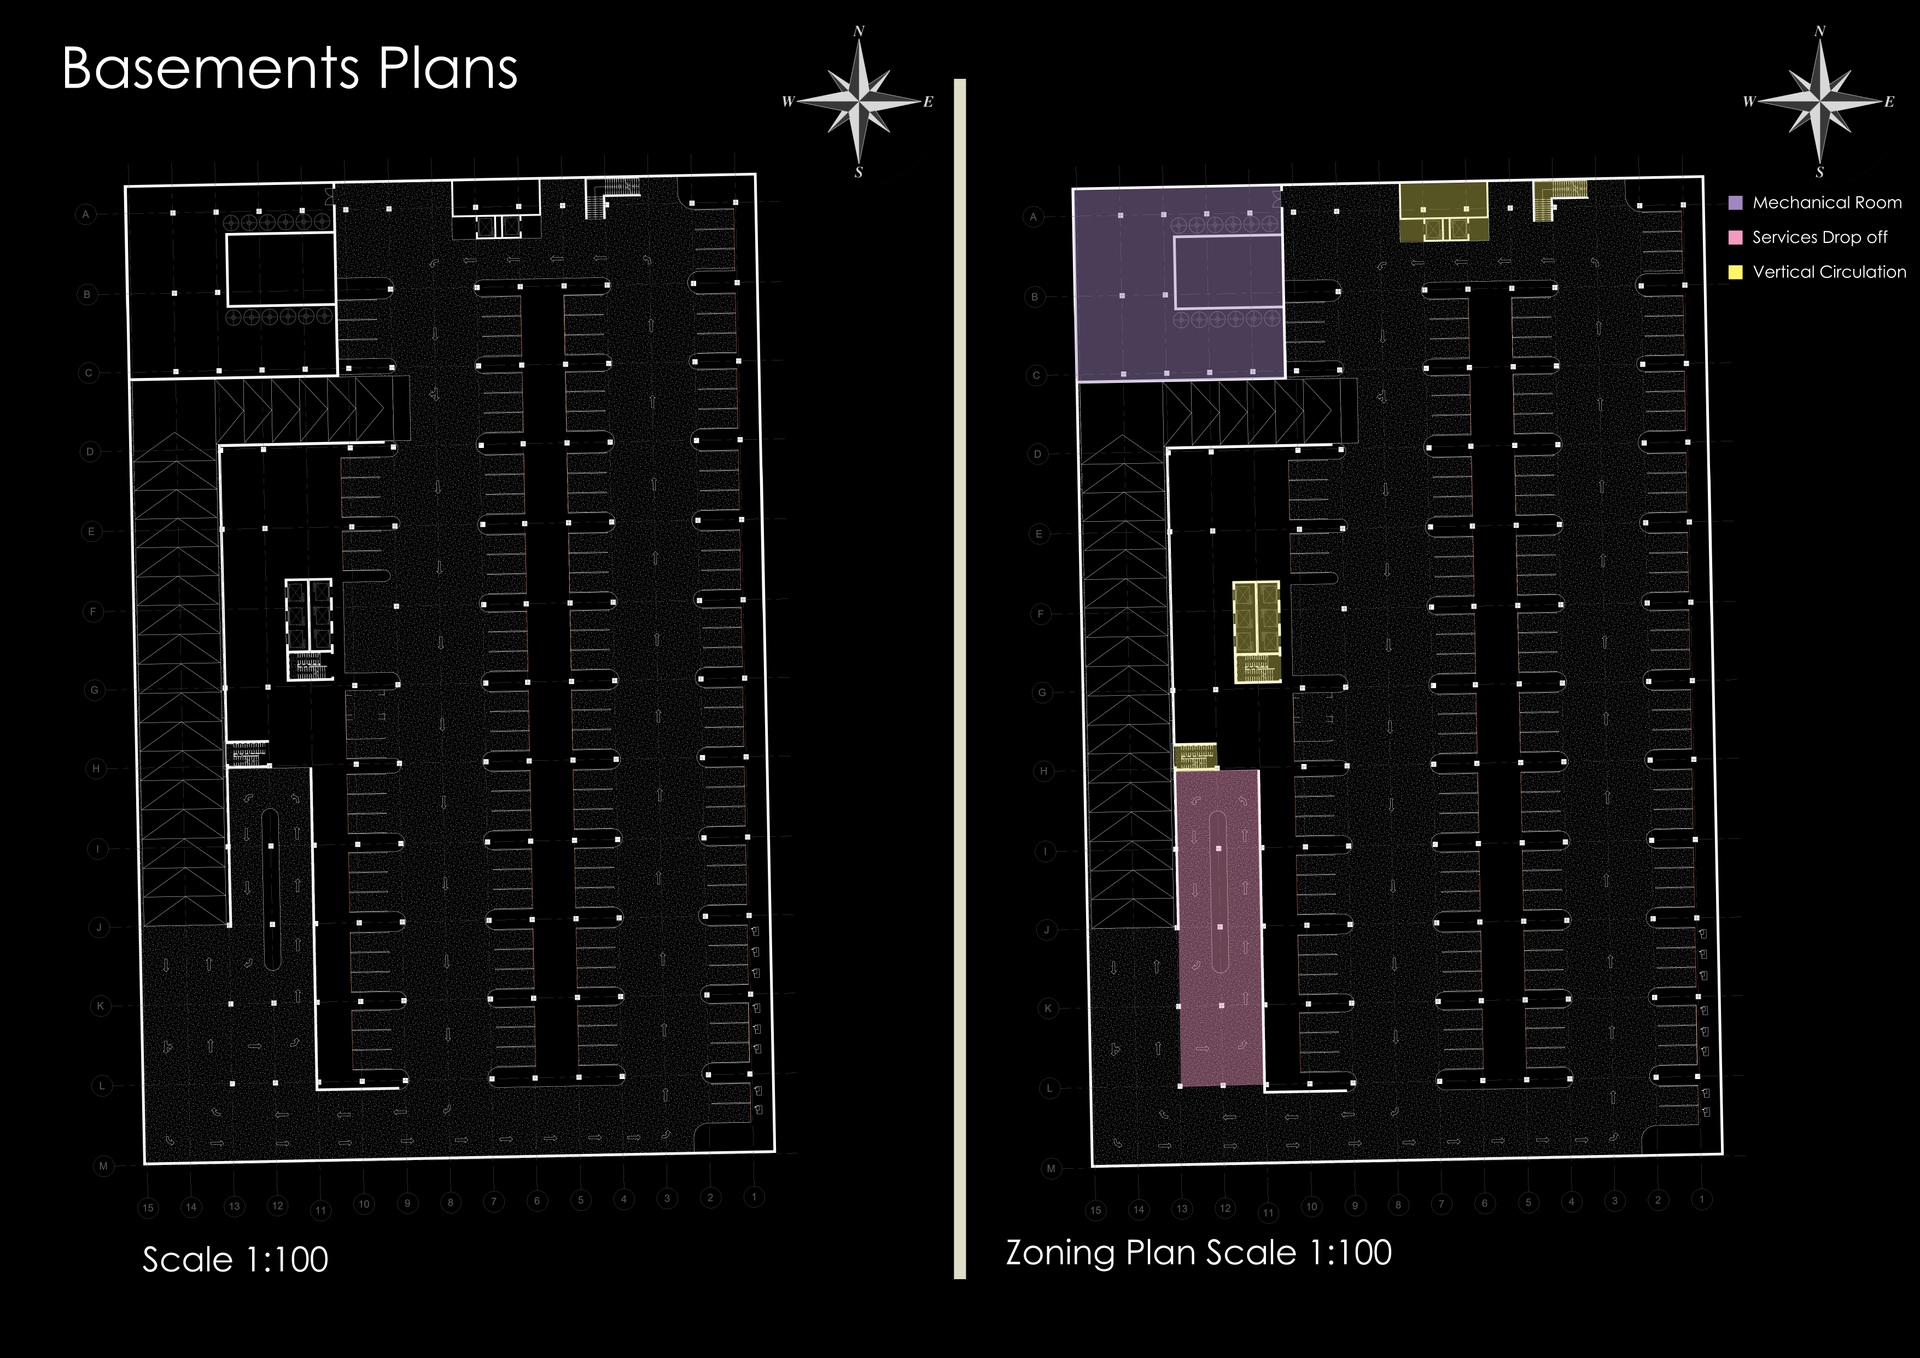 Basements Plans
N
W E
S
N
W E
S
Mechanical Room
Services Drop off
Vertical Circulation
A
B
C
D
E
F
G
H
I
J
K
L
M
15 14 13 12 11 10 9 8 7 6 5 4 3 2 1
A
B
C
D
E
F
G
H
I
J
K
L
M
15 14 13 12 11 10 9 8 7 6 5 4 3 2 1
Scale 1:100
Zoning Plan Scale 1:100